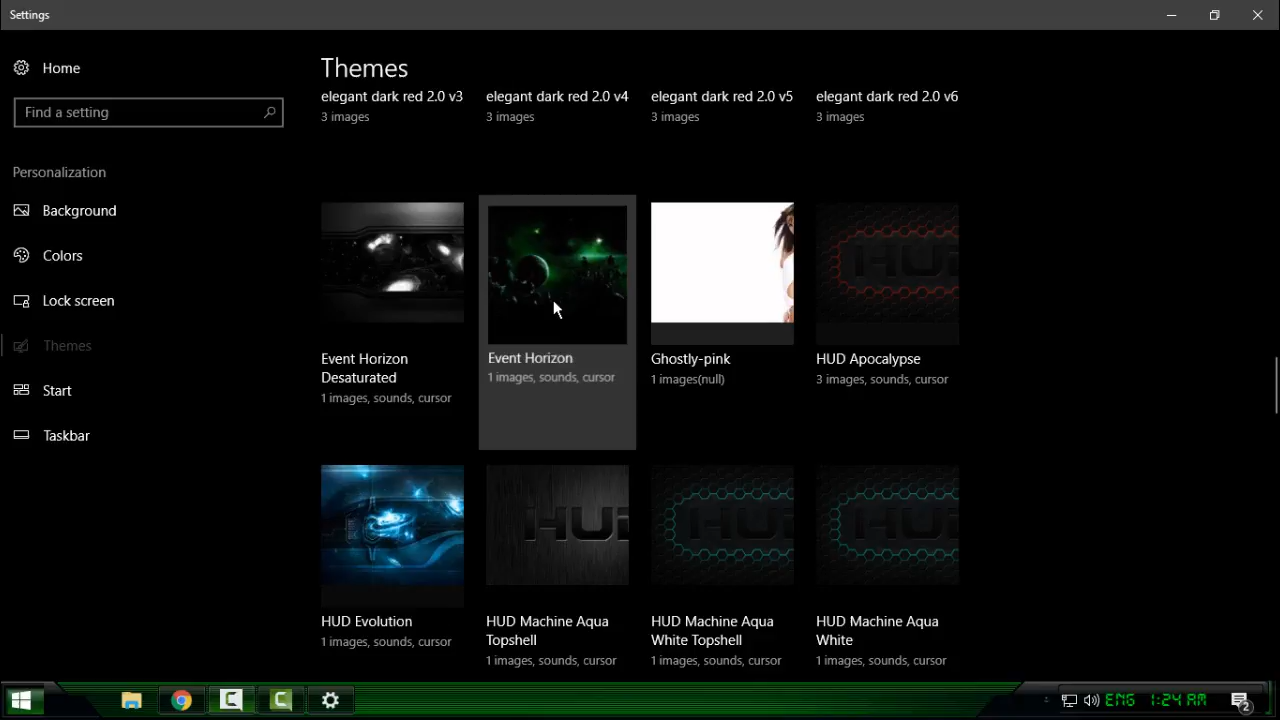 Settings
Home
Find a setting
Personalization
Background
Colors
Lock screen
Themes
Start
Taskbar
Themes
elegant dark red 2.0 v3
3 images
elegant dark red 2.0 v4
3 images
elegant dark red 2.0 v5
3 images
elegant dark red 2.0 v6
3 images
Event Horizon
Desaturated
1 images, sounds, cursor
Event Horizon
1 images, sounds, cursor
Ghostly-pink
1 images(null)
HUD
HUD Apocalypse
3 images, sounds, cursor
HUD Evolution
1 images, sounds, cursor
HUD
HUD Machine Aqua
Topshell
1 images, sounds, cursor
HUD
HUD Machine Aqua
White Topshell
1 images, sounds, cursor
HUD
HUD Machine Aqua
White
1 images, sounds, cursor
ENG 1:24 AM
2